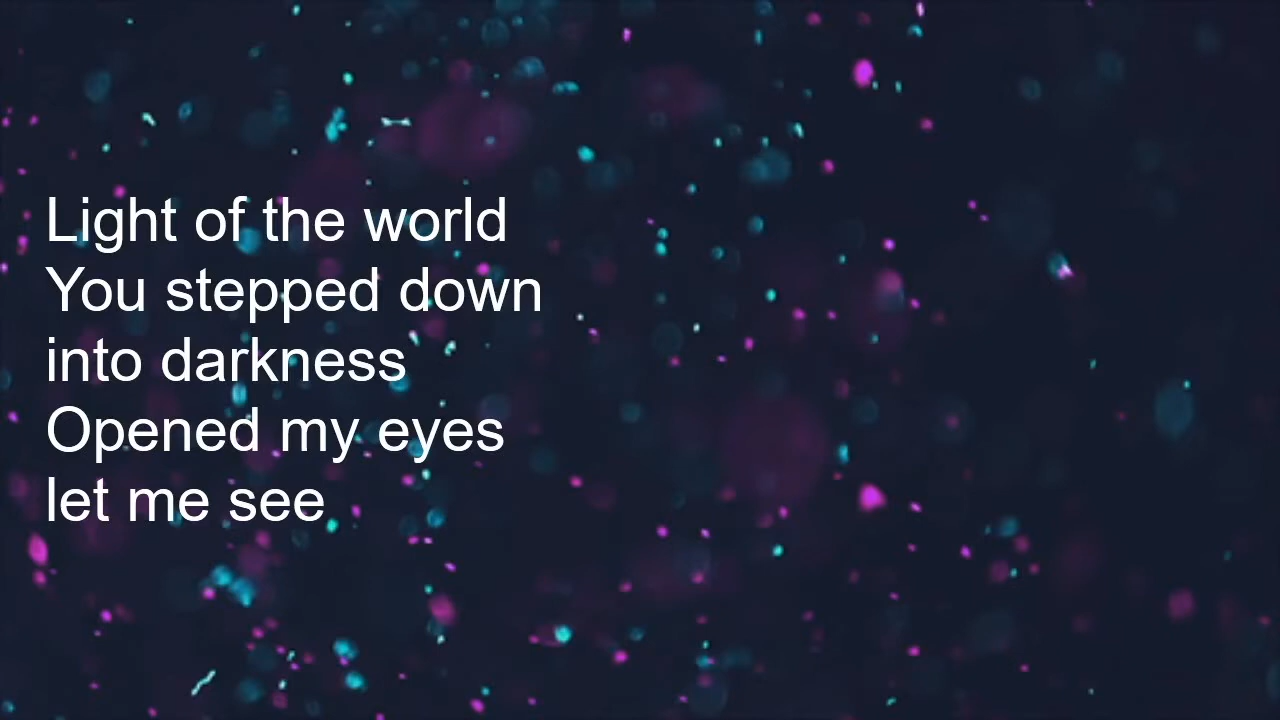 Light of the world
You stepped down
into darkness
Opened my eyes
let me see